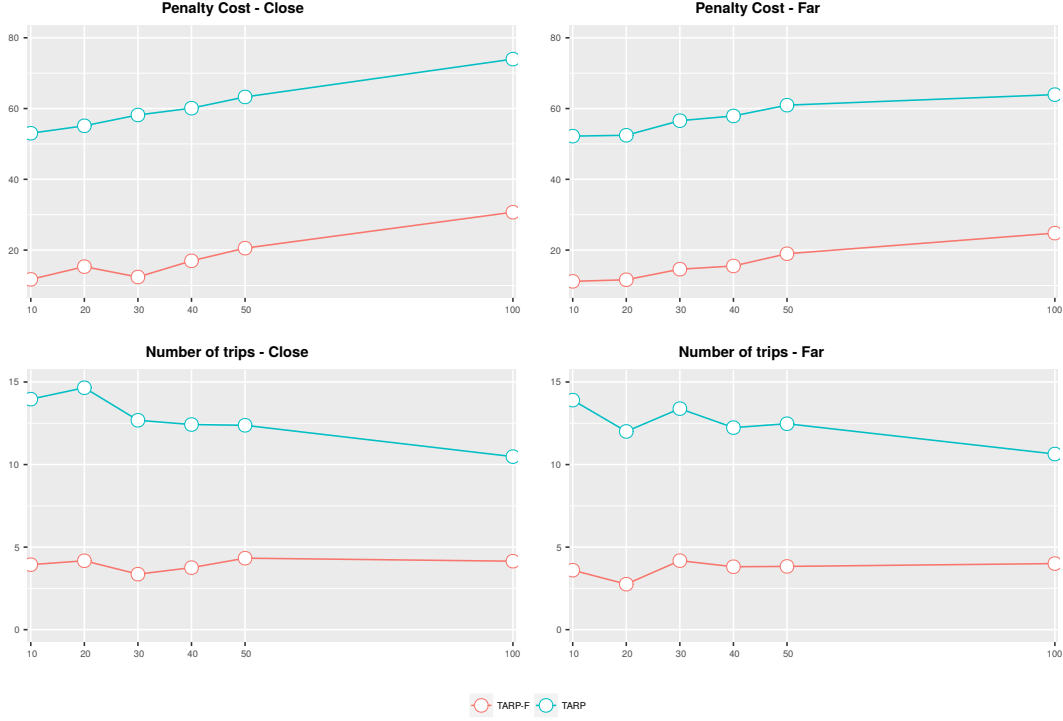 Penalty Cost - Close
80
60
40
20
10 20 30 40 50 100
Penalty Cost - Far
80
60
40
20
10 20 30 40 50 100
Number of trips - Close
15
10
5
0
10 20 30 40 50 100
Number of trips - Far
15
10
5
0
10 20 30 40 50 100
TARP-F TARP